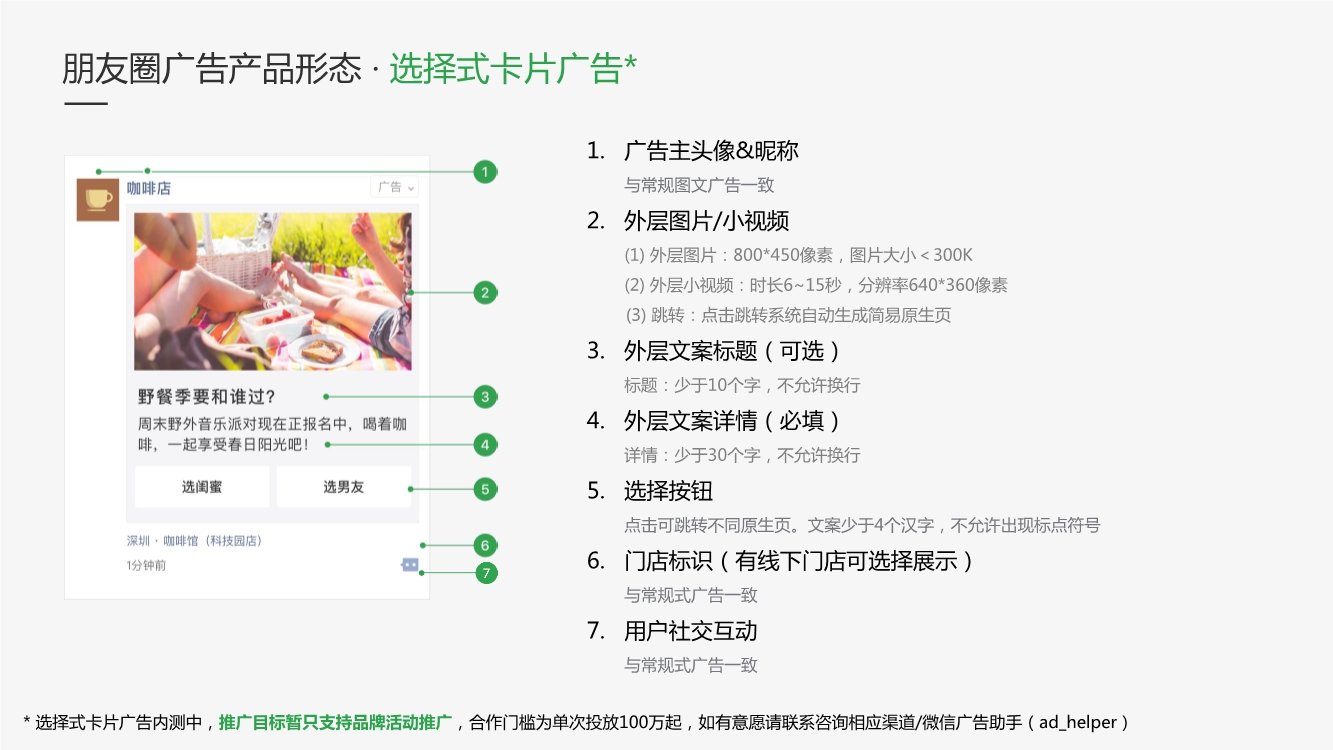 朋友圈广告产品形态 · 选择式卡片广告*
咖啡店
广告
野餐季要和谁过?
周末野外音乐派对现在正报名中，喝着咖
啡，一起享受春日阳光吧！
选闺蜜
选男友
深圳 · 咖啡馆（科技园店）
1分钟前
1
2
3
4
5
6
7
1. 广告主头像&昵称
与常规图文广告一致
2. 外层图片/小视频
(1) 外层图片：800*450像素，图片大小＜300K
(2) 外层小视频：时长6~15秒，分辨率640*360像素
(3) 跳转：点击跳转系统自动生成简易原生页
3. 外层文案标题（可选）
标题：少于10个字，不允许换行
4. 外层文案详情（必填）
详情：少于30个字，不允许换行
5. 选择按钮
点击可跳转不同原生页。文案少于4个汉字，不允许出现标点符号
6. 门店标识（有线下门店可选择展示）
与常规式广告一致
7. 用户社交互动
与常规式广告一致
* 选择式卡片广告内测中，推广目标暂只支持品牌活动推广，合作门槛为单次投放100万起，如有意愿请联系咨询相应渠道/微信广告助手（ad_helper）